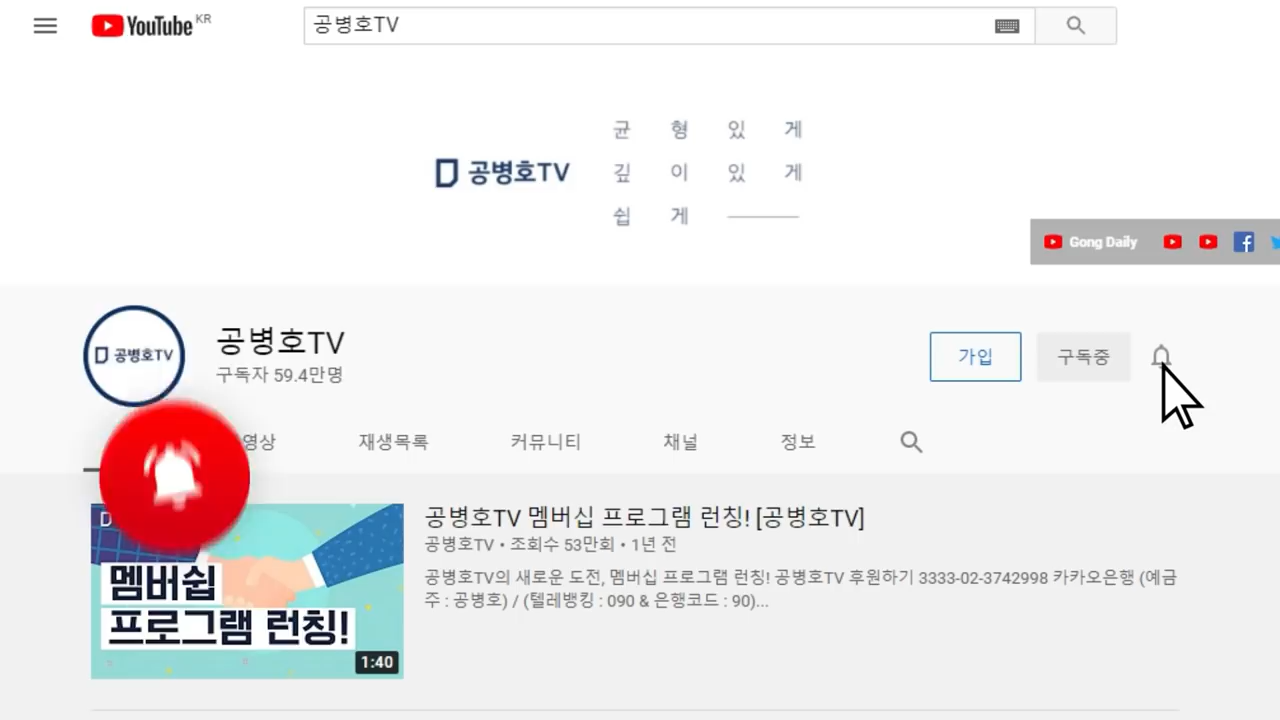 YouTube KR
공병호TV
균 형 있 게
공병호TV 깊 이 있 게
쉽 게
Gong Daily
공병호TV
공병호TV
구독자 59.4만명
가입
구독중
영상 재생목록 커뮤니티 채널 정보
공병호TV 멤버십 프로그램 런칭! [공병호TV]
공병호TV • 조회수 53만회 • 1년 전
공병호TV의 새로운 도전, 멤버십 프로그램 런칭! 공병호TV 후원하기 3333-02-3742998 카카오은행 (예금
주 : 공병호) / (텔레뱅킹 : 090 & 은행코드 : 90)...
멤버쉽
프로그램 런칭!
1:40